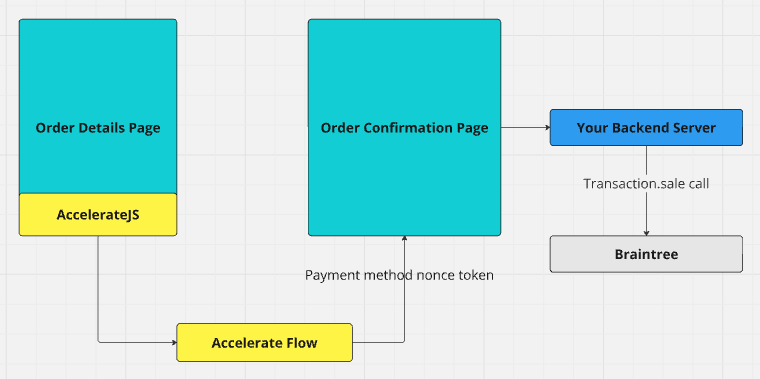 Order Details Page
AccelerateJS
Order Confirmation Page
Your Backend Server
Transaction.sale call
Braintree
Payment method nonce token
Accelerate Flow